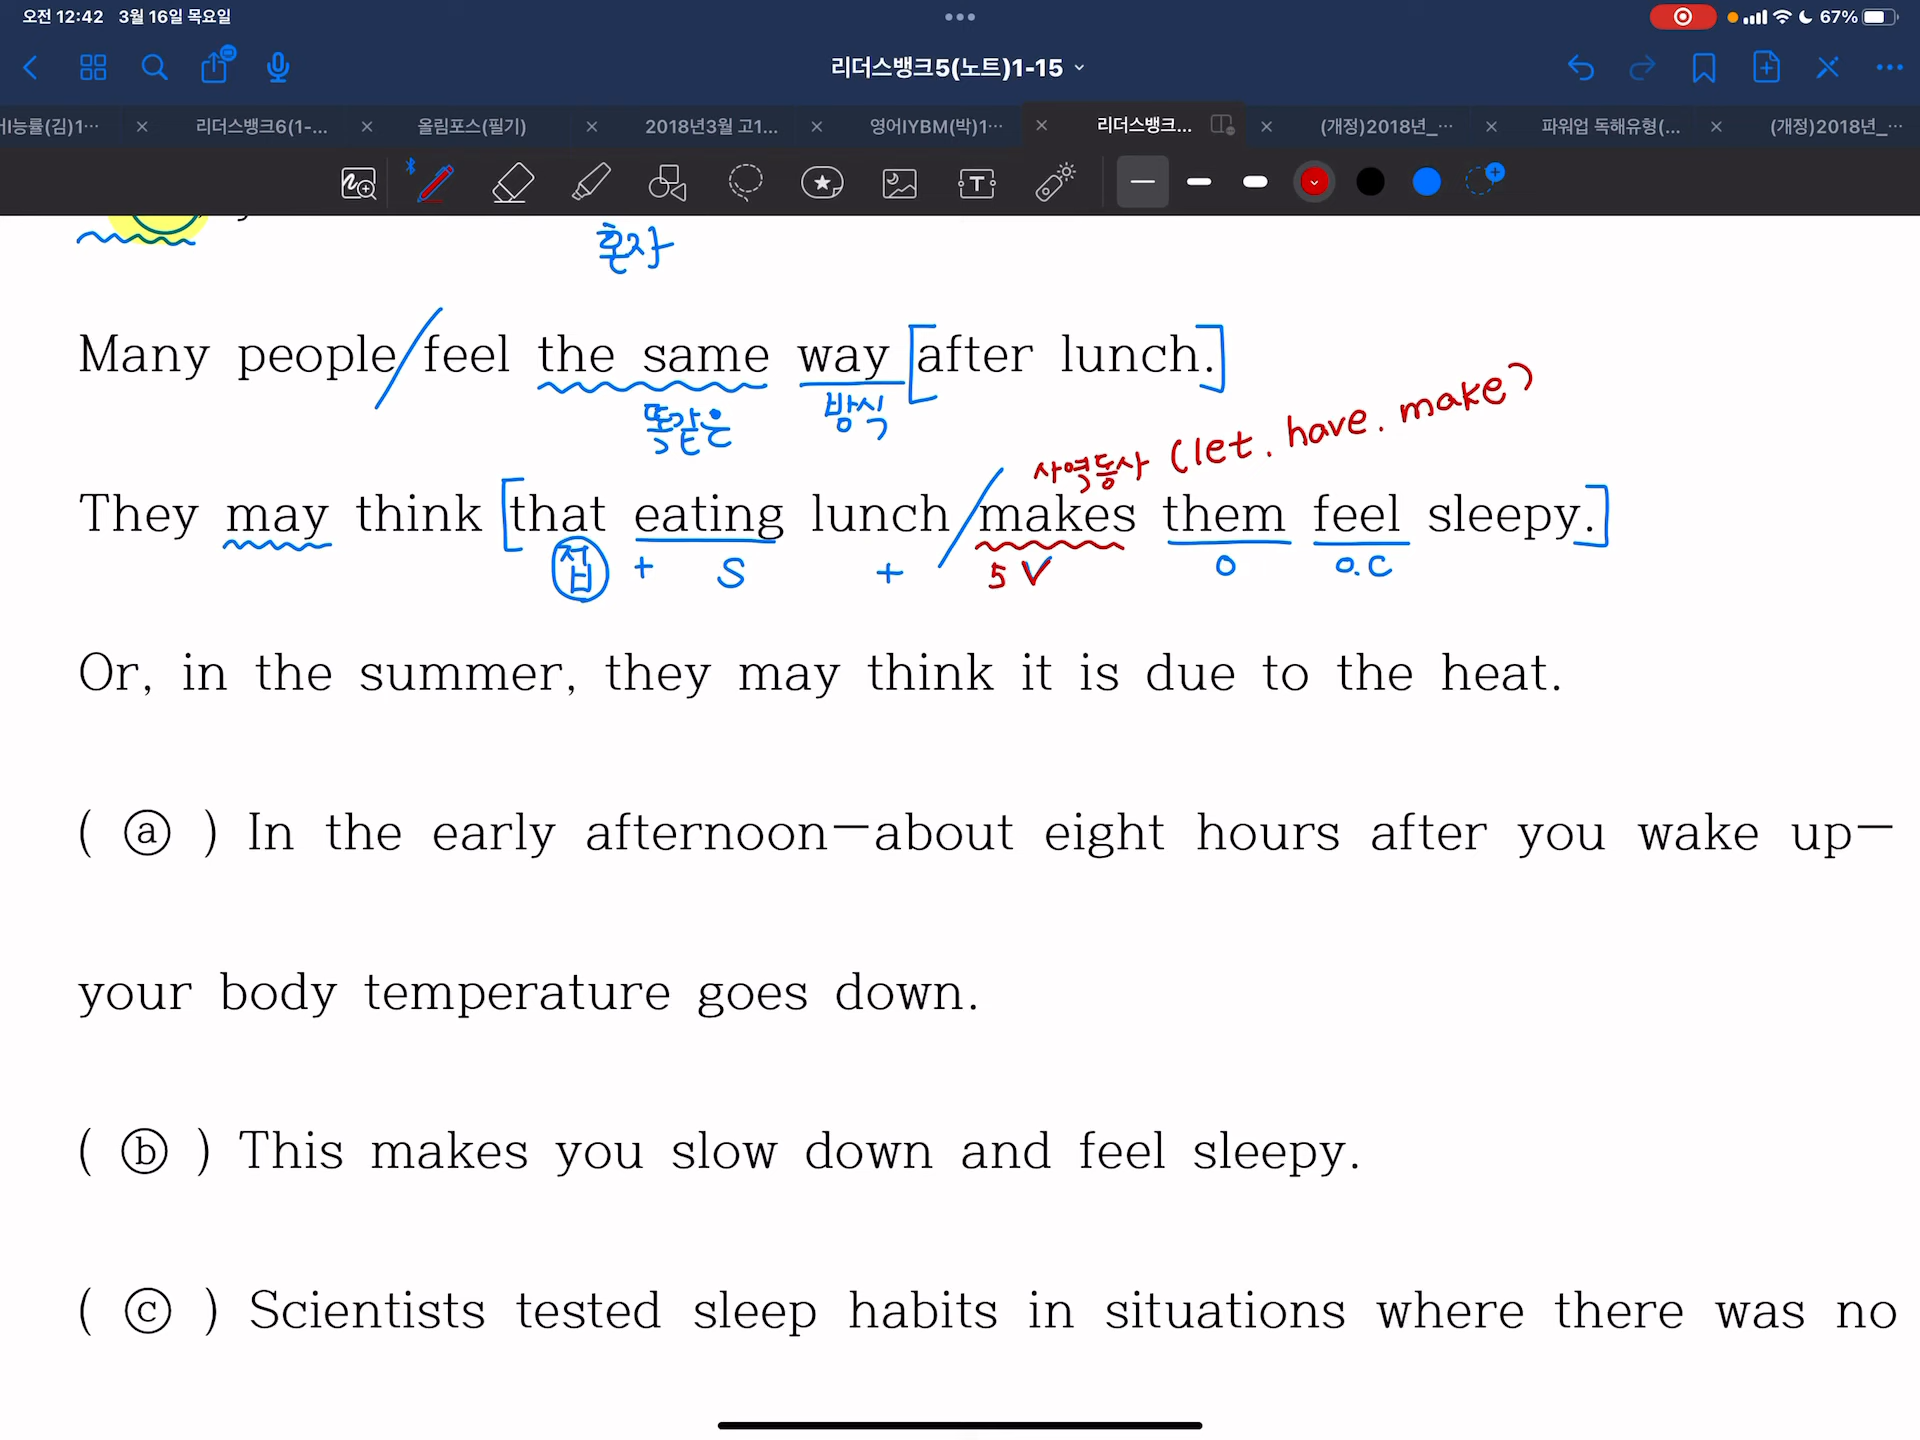 오전 12:42 3월 16일 목요일
67%
리더스뱅크5(노트)1-15
리더스뱅크6(1-...
올림포스(필기)
2018년3월 고1...
영어IYBM(박)1...
리더스뱅크...
(개정)2018년_...
파워업 독해유형(...
(개정)2018년_...
혼자
Many people/feel the same way [after lunch.]
똑같은 방식
사역동사 (let, have, make)
They may think [that eating lunch/makes them feel sleepy.]
접 + S + 5 V O O.C
Or, in the summer, they may think it is due to the heat.
( ⓐ ) In the early afternoon—about eight hours after you wake up—
your body temperature goes down.
( ⓑ ) This makes you slow down and feel sleepy.
( ⓒ ) Scientists tested sleep habits in situations where there was no